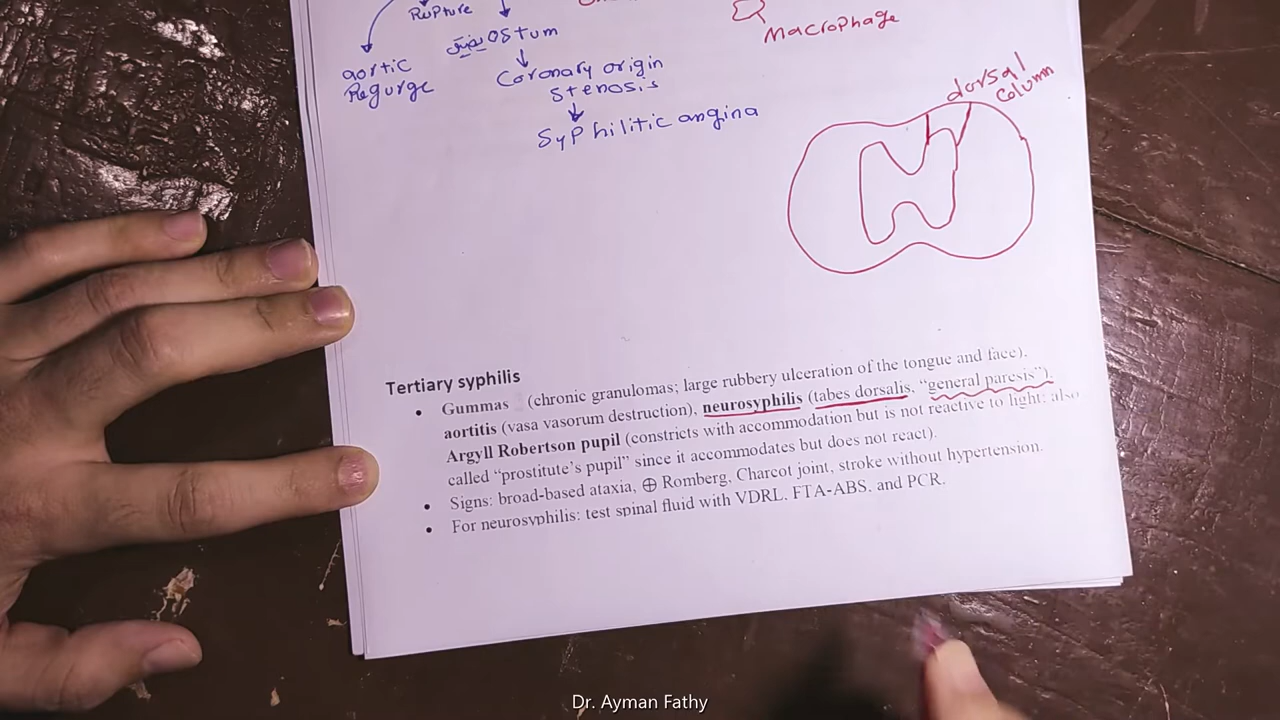 Rupture
Ostum
Macrophage
aortic
Regurge
Coronary origin
Stenosis
Syphilitic angina
dorsal
Column
Tertiary syphilis
• Gummas (chronic granulomas; large rubbery ulceration of the tongue and face),
aortitis (vasa vasorum destruction), neurosyphilis (tabes dorsalis, “general paresis”),
Argyll Robertson pupil (constricts with accommodation but is not reactive to light; also
called “prostitute's pupil” since it accommodates but does not react).
• Signs: broad-based ataxia, ⊕ Romberg, Charcot joint, stroke without hypertension.
• For neurosyphilis: test spinal fluid with VDRL, FTA-ABS, and PCR.
Dr. Ayman Fathy